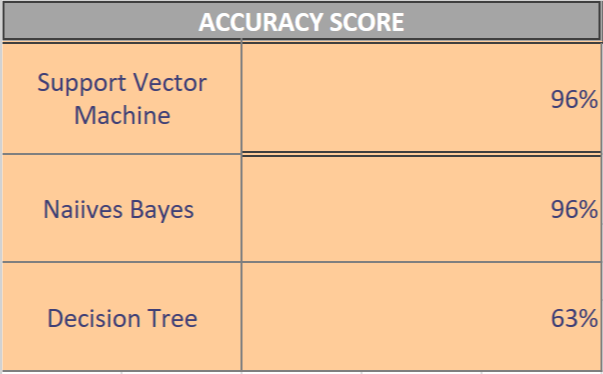 ACCURACY SCORE
Support Vector
Machine
96%
Naiives Bayes
96%
Decision Tree
63%